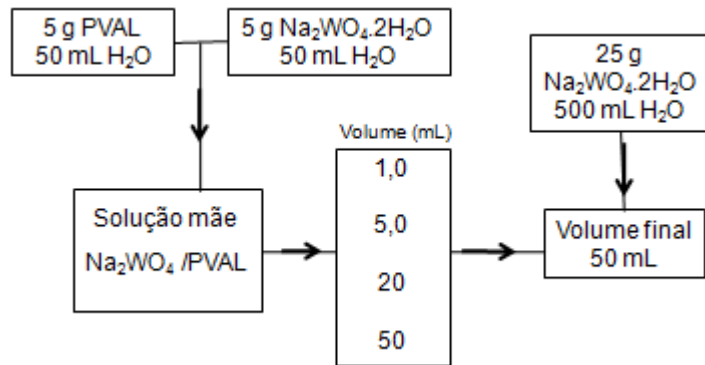 5 g PVAL
50 mL H₂O
5 g Na₂WO₄.2H₂O
50 mL H₂O
25 g
Na₂WO₄.2H₂O
500 mL H₂O
Volume (mL)
1,0
5,0
20
50
Solução mãe
Na₂WO₄ /PVAL
Volume final
50 mL